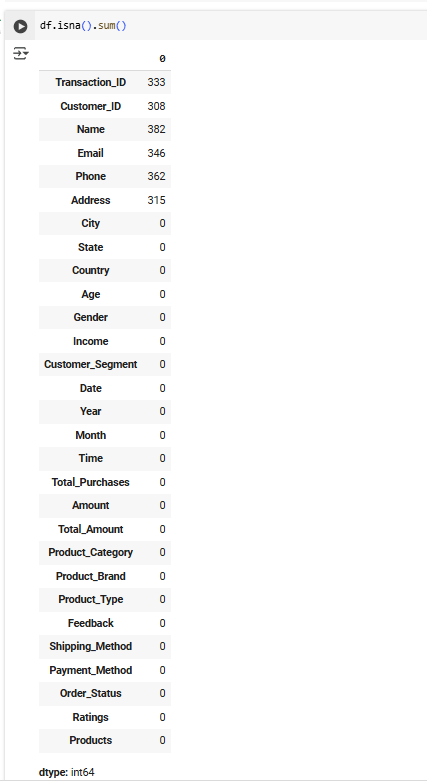 df.isna().sum()
0
Transaction_ID 333
Customer_ID 308
Name 382
Email 346
Phone 362
Address 315
City 0
State 0
Country 0
Age 0
Gender 0
Income 0
Customer_Segment 0
Date 0
Year 0
Month 0
Time 0
Total_Purchases 0
Amount 0
Total_Amount 0
Product_Category 0
Product_Brand 0
Product_Type 0
Feedback 0
Shipping_Method 0
Payment_Method 0
Order_Status 0
Ratings 0
Products 0
dtype: int64